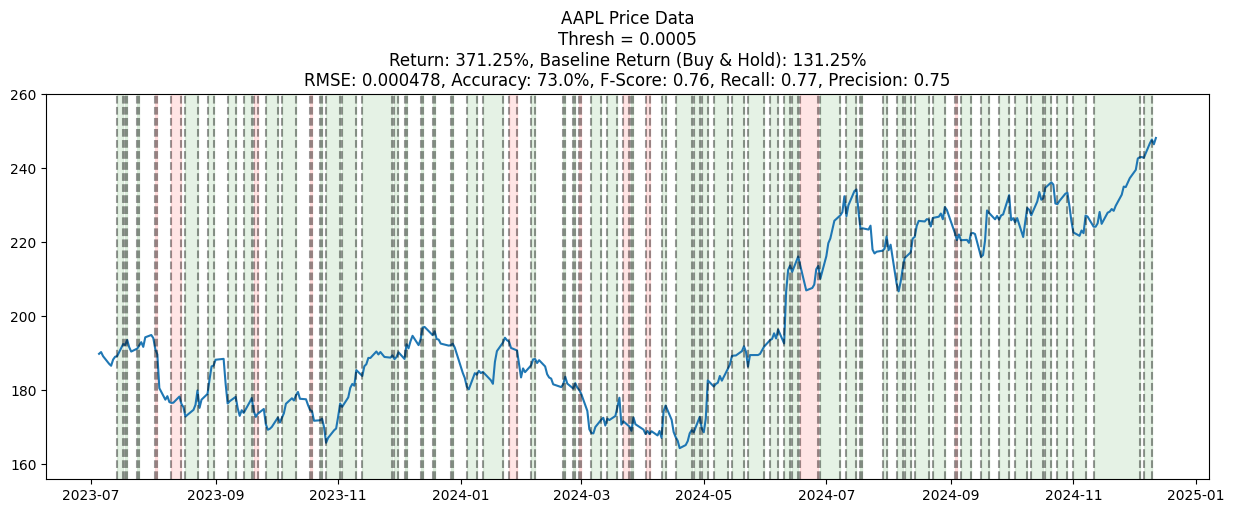 AAPL Price Data
Thresh = 0.0005
Return: 371.25%, Baseline Return (Buy & Hold): 131.25%
RMSE: 0.000478, Accuracy: 73.0%, F-Score: 0.76, Recall: 0.77, Precision: 0.75
260
240
220
200
180
160
2023-07 2023-09 2023-11 2024-01 2024-03 2024-05 2024-07 2024-09 2024-11 2025-01